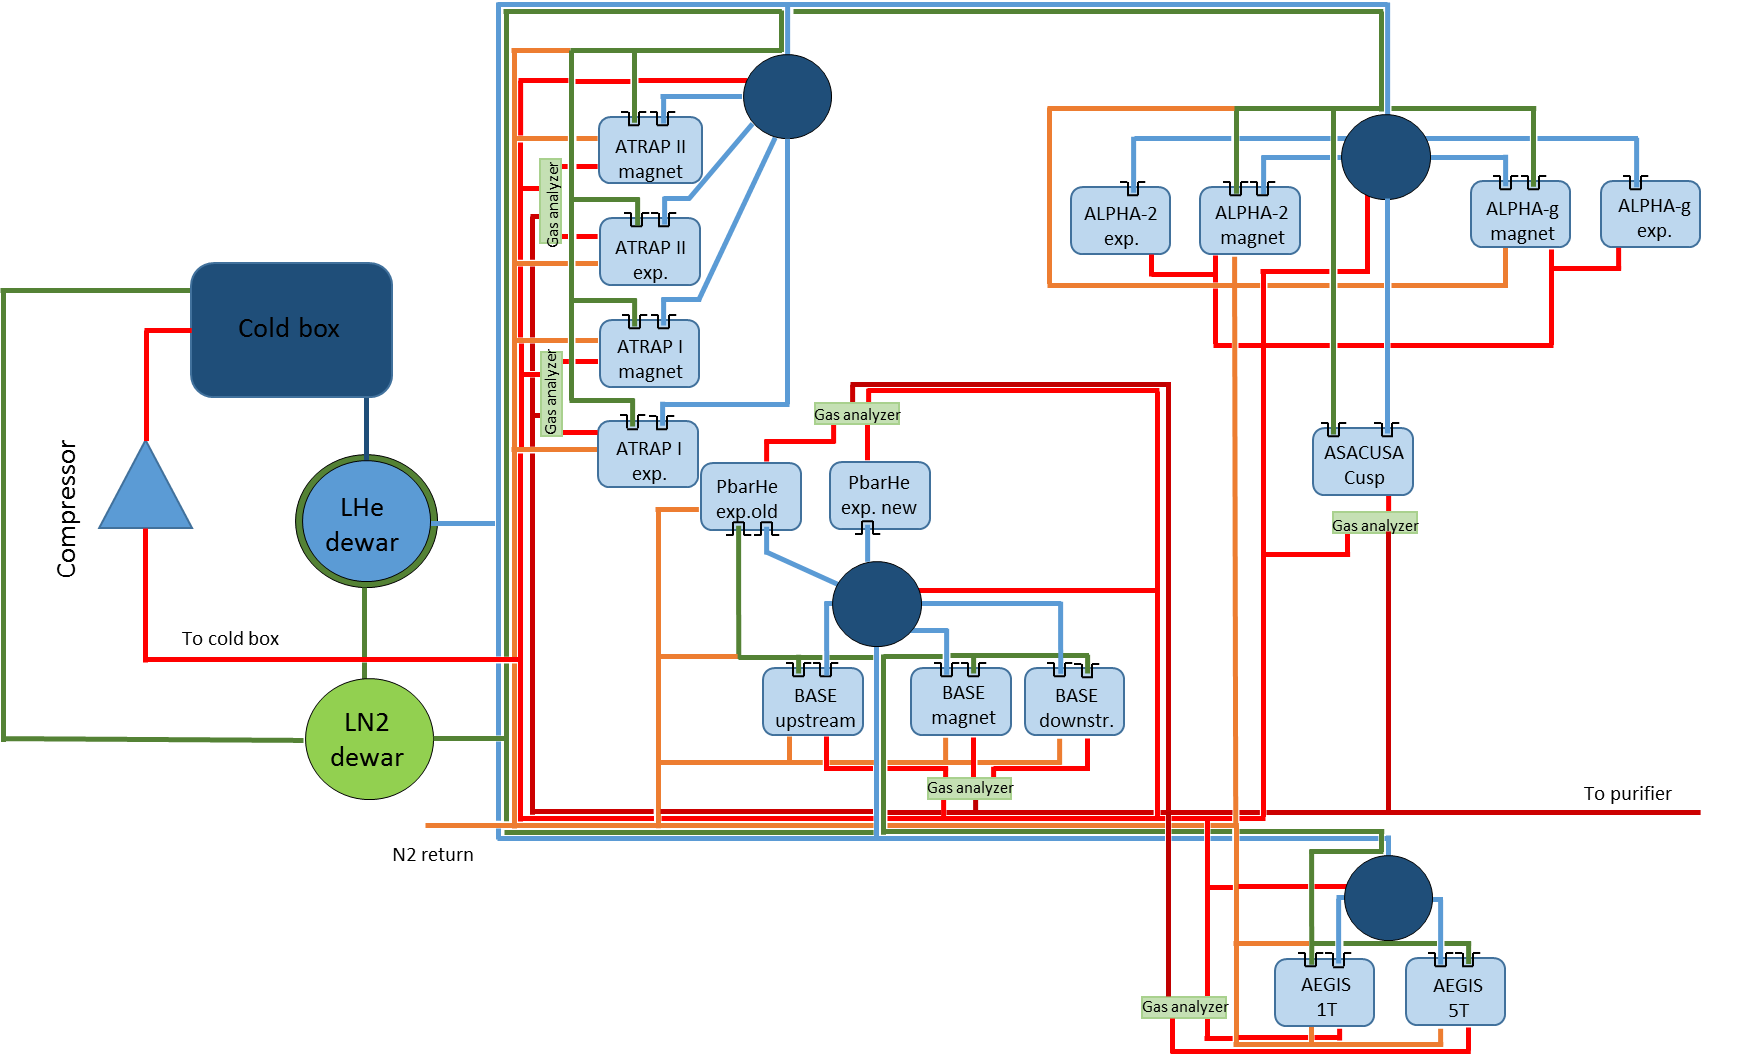 ATRAP II
magnet
Gas analyzer
ATRAP II
exp.
ATRAP I
magnet
Gas analyzer
ATRAP I
exp.
ALPHA-2
exp.
ALPHA-2
magnet
ALPHA-g
magnet
ALPHA-g
exp.
Cold box
Compressor
LHe
dewar
To cold box
LN2
dewar
N2 return
Gas analyzer
PbarHe
exp.old
PbarHe
exp. new
ASACUSA
Cusp
Gas analyzer
BASE
upstream
BASE
magnet
BASE
downstr.
Gas analyzer
To purifier
Gas analyzer
AEGIS
1T
AEGIS
5T